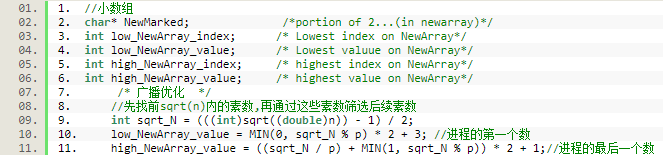 01. 1. //小数组
02. 2. char* NewMarked; /*portion of 2...(in newarray)*/
03. 3. int low_NewArray_index; /* Lowest index on NewArray*/
04. 4. int low_NewArray_value; /* Lowest valuue on NewArray*/
05. 5. int high_NewArray_index; /* highest index on NewArray*/
06. 6. int high_NewArray_value; /* highest value on NewArray*/
07. 7. /* 广播优化 */
08. 8. //先找前sqrt(n)内的素数,再通过这些素数筛选后续素数
09. 9. int sqrt_N = (((int)sqrt((double)n)) - 1) / 2;
10. 10. low_NewArray_value = MIN(0, sqrt_N % p) * 2 + 3; //进程的第一个数
11. 11. high_NewArray_value = ((sqrt_N / p) + MIN(1, sqrt_N % p)) * 2 + 1;//进程的最后一个数